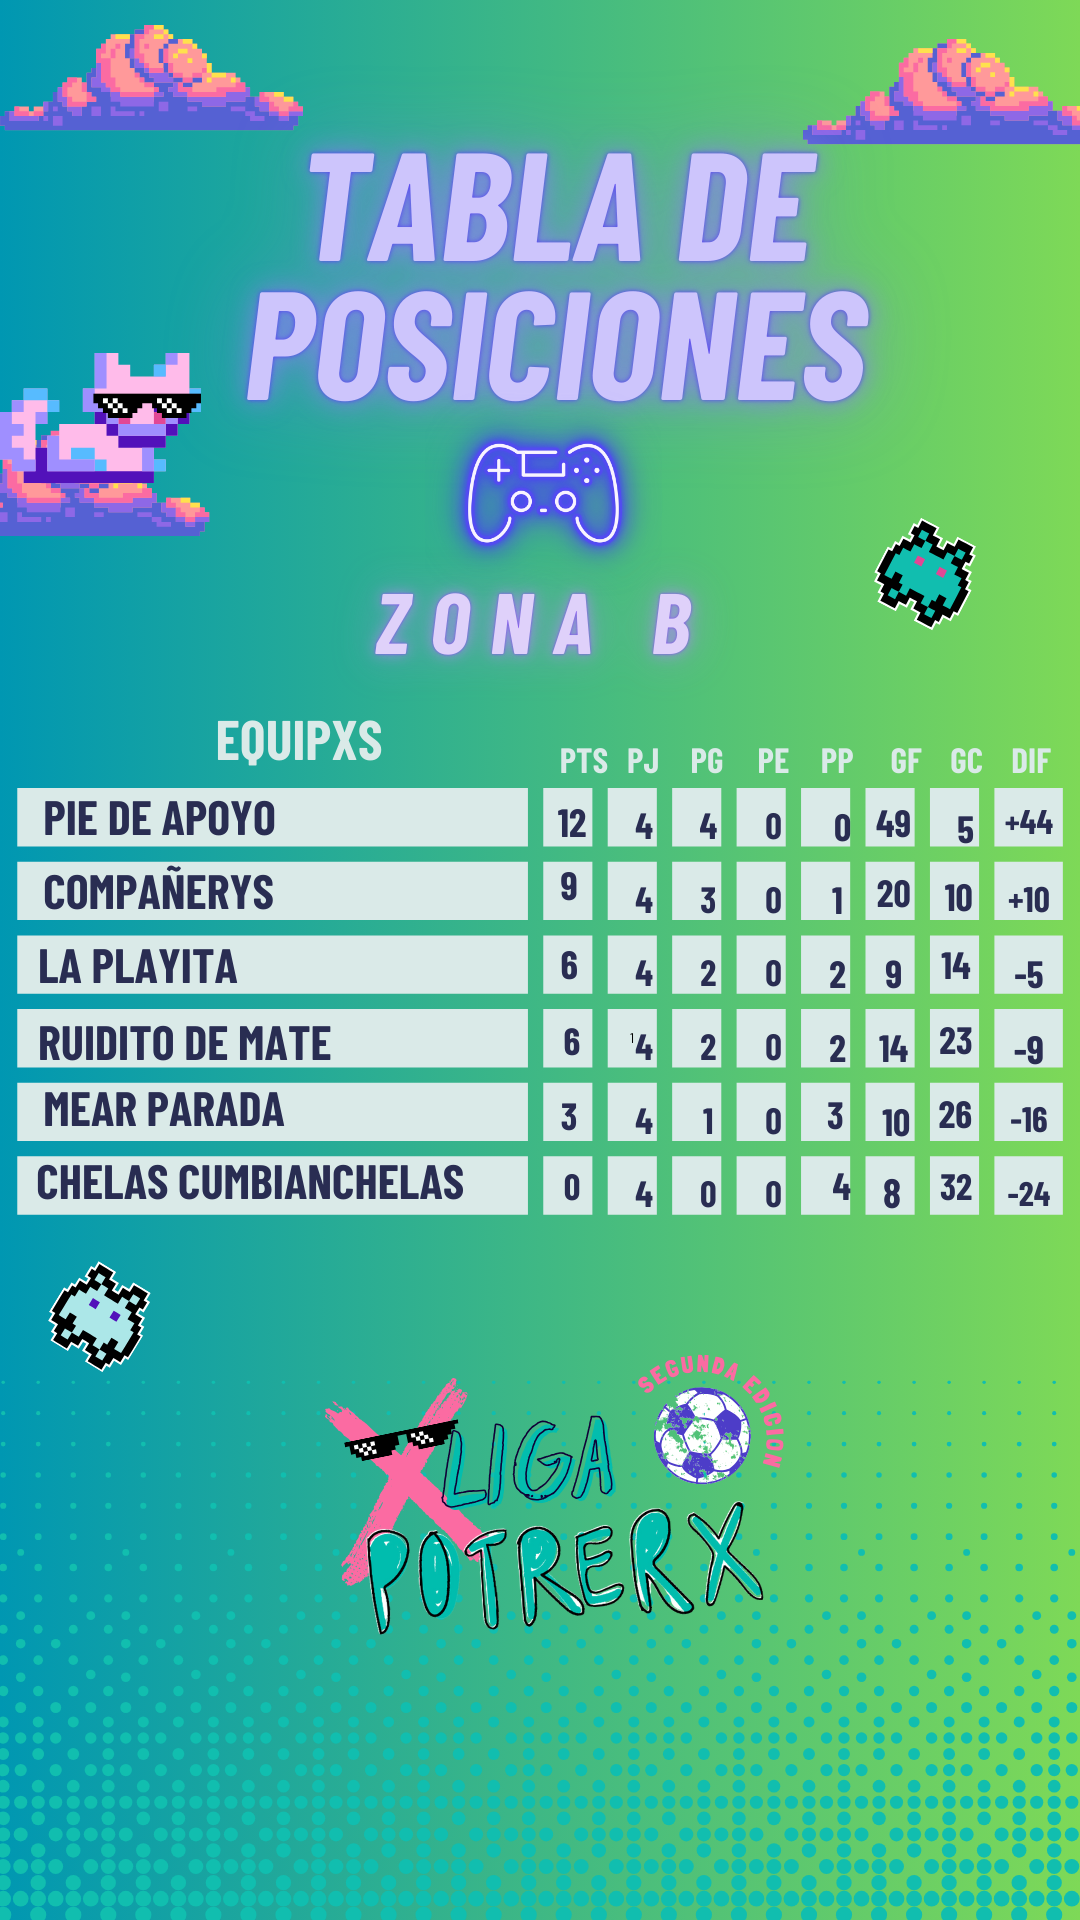 TABLA DE
POSICIONES
ZONA B
EQUIPXS PTS PJ PG PE PP GF GC DIF
PIE DE APOYO 12 4 4 0 0 49 5 +44
COMPAÑERYS 9 4 3 0 1 20 10 +10
LA PLAYITA 6 4 2 0 2 9 14 -5
RUIDITO DE MATE 6 1 4 2 0 2 14 23 -9
MEAR PARADA 3 4 1 0 3 10 26 -16
CHELAS CUMBIANCHELAS 0 4 0 0 4 8 32 -24
SEGUNDA EDICION
X LIGA
POTRERX